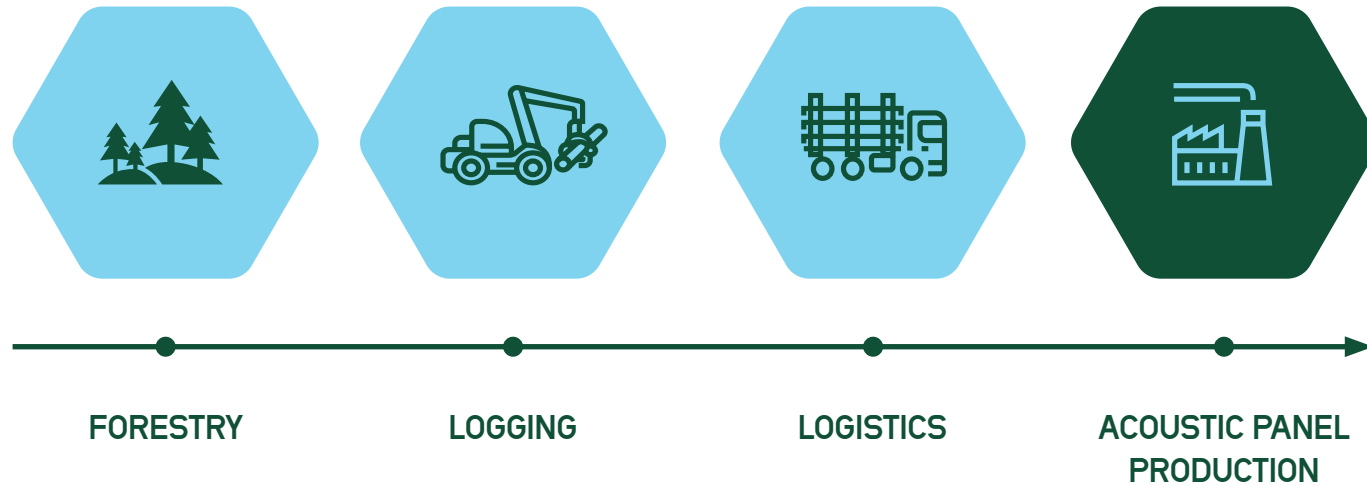 FORESTRY
LOGGING
LOGISTICS
ACOUSTIC PANEL
PRODUCTION